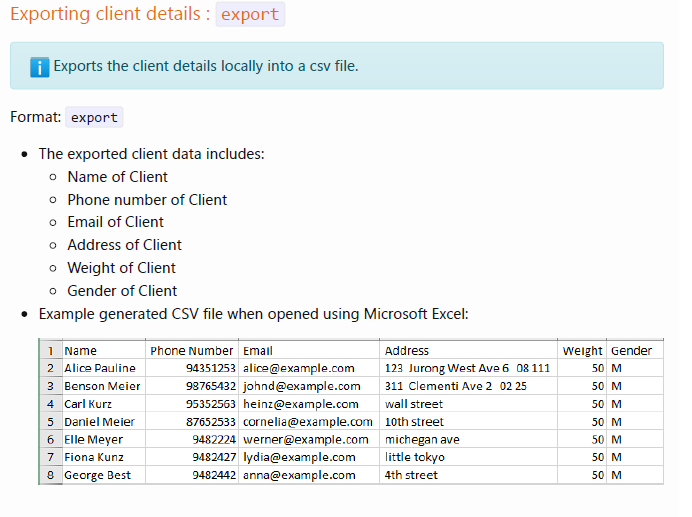 Exporting client details : export
Exports the client details locally into a csv file.
Format: export
The exported client data includes:
Name of Client
Phone number of Client
Email of Client
Address of Client
Weight of Client
Gender of Client
Example generated CSV file when opened using Microsoft Excel:
1 Name Phone Number Email Address Weight Gender
2 Alice Pauline 94351253 alice@example.com 123 Jurong West Ave 6 08 111 50 M
3 Benson Meier 98765432 johnd@example.com 311 Clementi Ave 2 02 25 50 M
4 Carl Kurz 95352563 heinz@example.com wall street 50 M
5 Daniel Meier 87652533 cornelia@example.com 10th street 50 M
6 Elle Meyer 9482224 werner@example.com michegan ave 50 M
7 Fiona Kunz 9482427 lydia@example.com little tokyo 50 M
8 George Best 9482442 anna@example.com 4th street 50 M